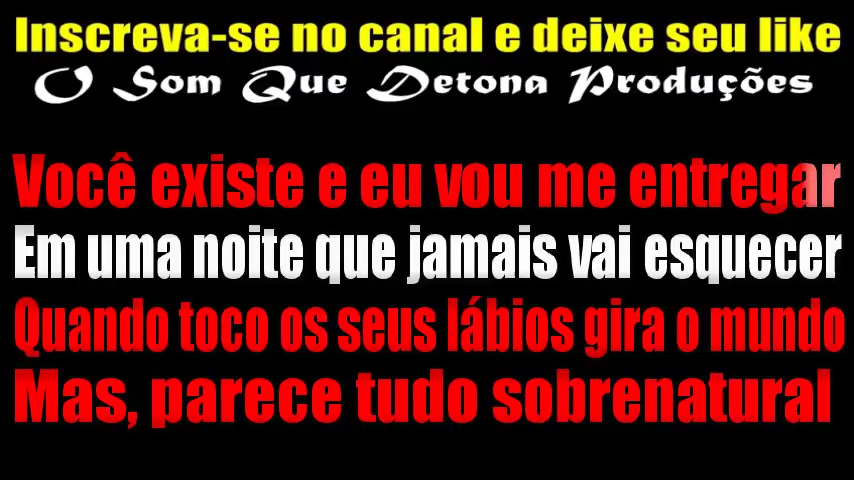 Inscreva-se no canal e deixe seu like
O Som Que Detona Produções
Você existe e eu vou me entregar
Em uma noite que jamais vai esquecer
Quando toco os seus lábios gira o mundo
Mas, parece tudo sobrenatural